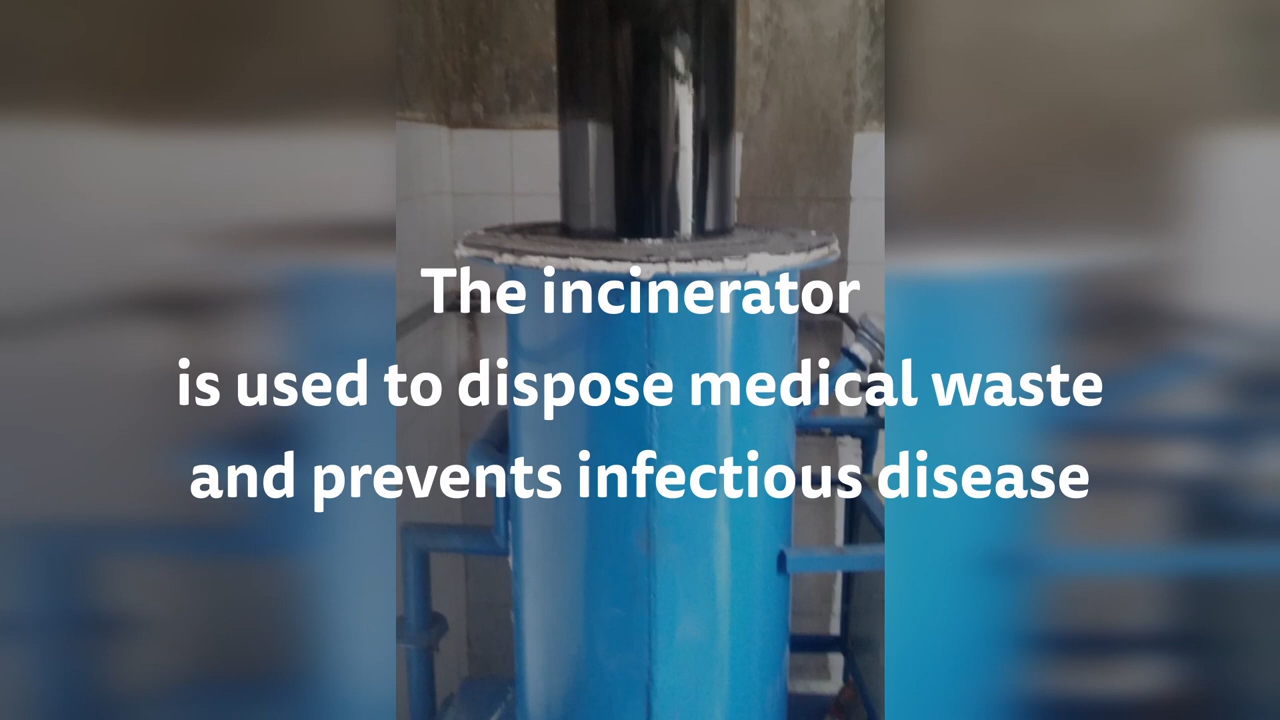 The incinerator
is used to dispose medical waste
and prevents infectious disease